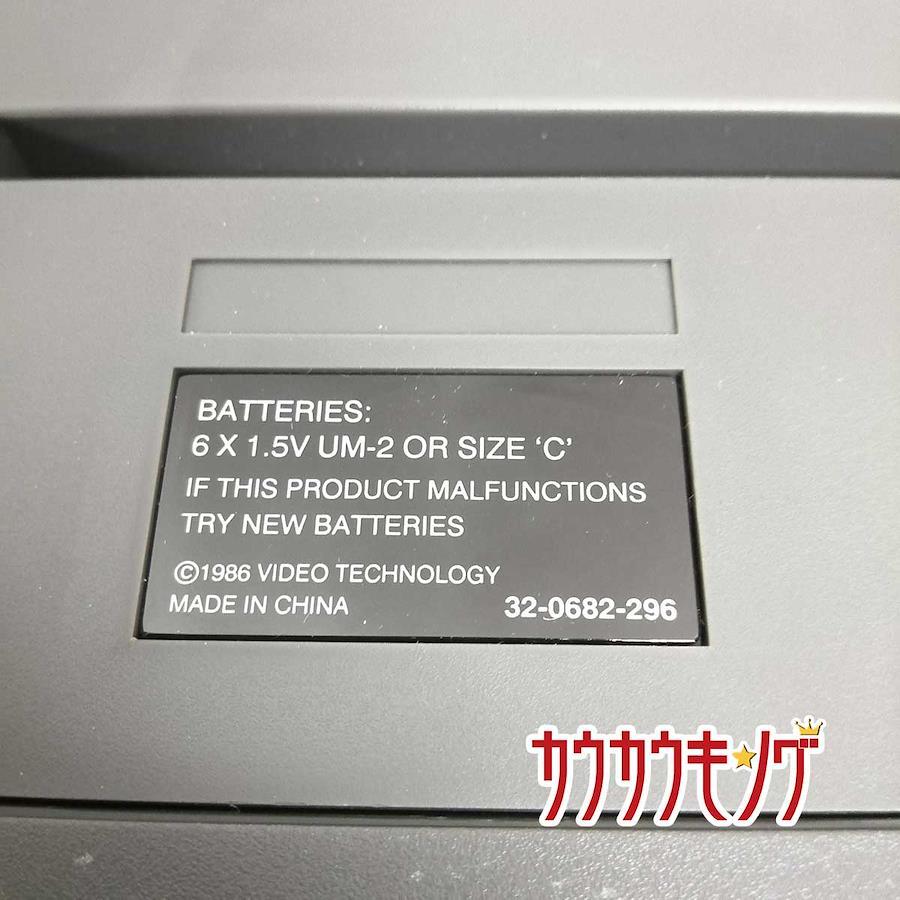 BATTERIES:
6 X 1.5V UM-2 OR SIZE ‘C’
IF THIS PRODUCT MALFUNCTIONS
TRY NEW BATTERIES
©1986 VIDEO TECHNOLOGY
MADE IN CHINA 32-0682-296
カウカウキング